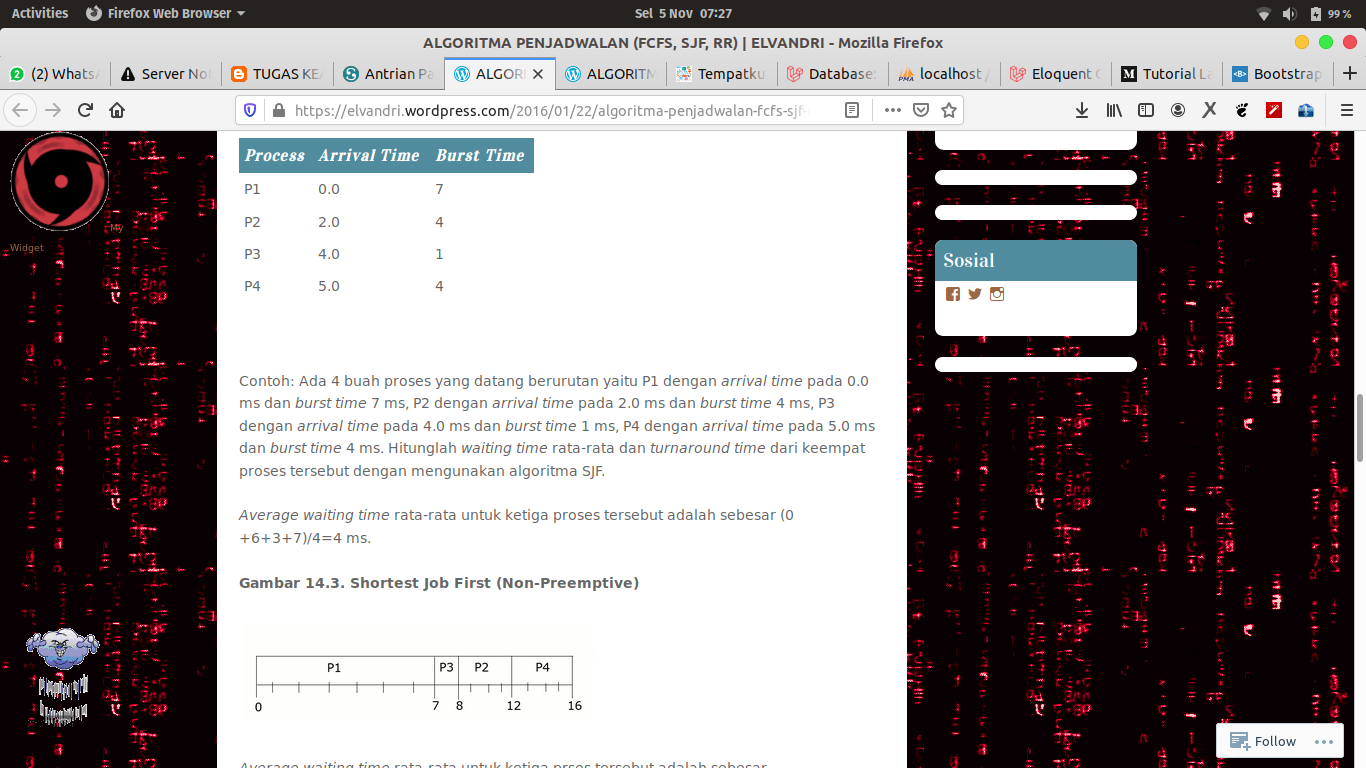 Activities Firefox Web Browser Sel 5 Nov 07:27 99 %
ALGORITMA PENJADWALAN (FCFS, SJF, RR) | ELVANDRI - Mozilla Firefox
(2) WhatsA Server No TUGAS KEA Antrian Pa ALGORI ALGORITM Tempatku Database: localhost / Eloquent Tutorial La Bootstrap
https://elvandri.wordpress.com/2016/01/22/algoritma-penjadwalan-fcfs-sjf-
Process Arrival Time Burst Time
P1 0.0 7
P2 2.0 4
P3 4.0 1
P4 5.0 4
My
Widget
Sosial
Contoh: Ada 4 buah proses yang datang berurutan yaitu P1 dengan arrival time pada 0.0
ms dan burst time 7 ms, P2 dengan arrival time pada 2.0 ms dan burst time 4 ms, P3
dengan arrival time pada 4.0 ms dan burst time 1 ms, P4 dengan arrival time pada 5.0 ms
dan burst time 4 ms. Hitunglah waiting time rata-rata dan turnaround time dari keempat
proses tersebut dengan mengunakan algoritma SJF.
Average waiting time rata-rata untuk ketiga proses tersebut adalah sebesar (0
+6+3+7)/4=4 ms.
Gambar 14.3. Shortest Job First (Non-Preemptive)
P1 P3 P2 P4
0 7 8 12 16
Average waiting time rata-rata untuk ketiga prses tersebut adalah sebesar
Follow